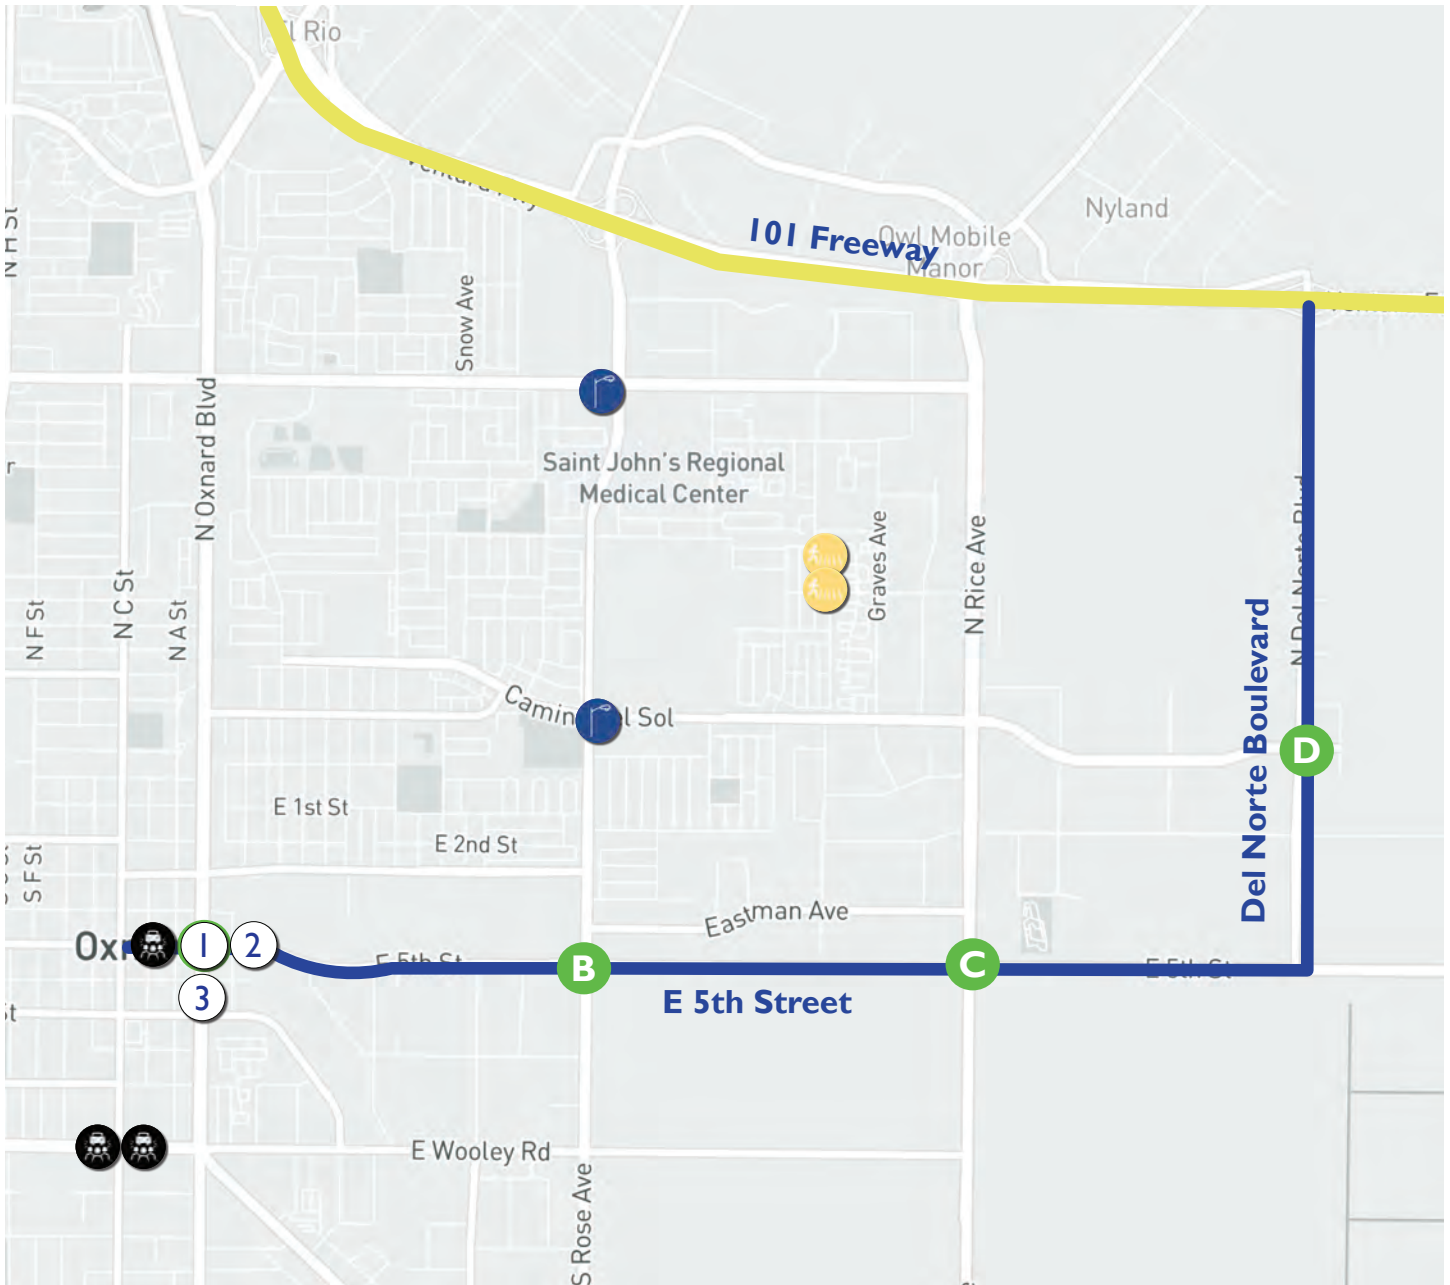 l Rio
N H St
Nyland
101 Freeway
Owl Mobile
Manor
Snow Ave
N Oxnard Blvd
Saint John's Regional
Medical Center
r
Graves Ave
N Rice Ave
N Del Norte Blvd
N F St
N C St
N A St
Del Norte Boulevard
Camino del Sol
D
E 1st St
E 2nd St
S F St
Eastman Ave
Ox
1
2
E 5th St
B
C
E 5th St
3
E 5th Street
St
E Wooley Rd
S Rose Ave